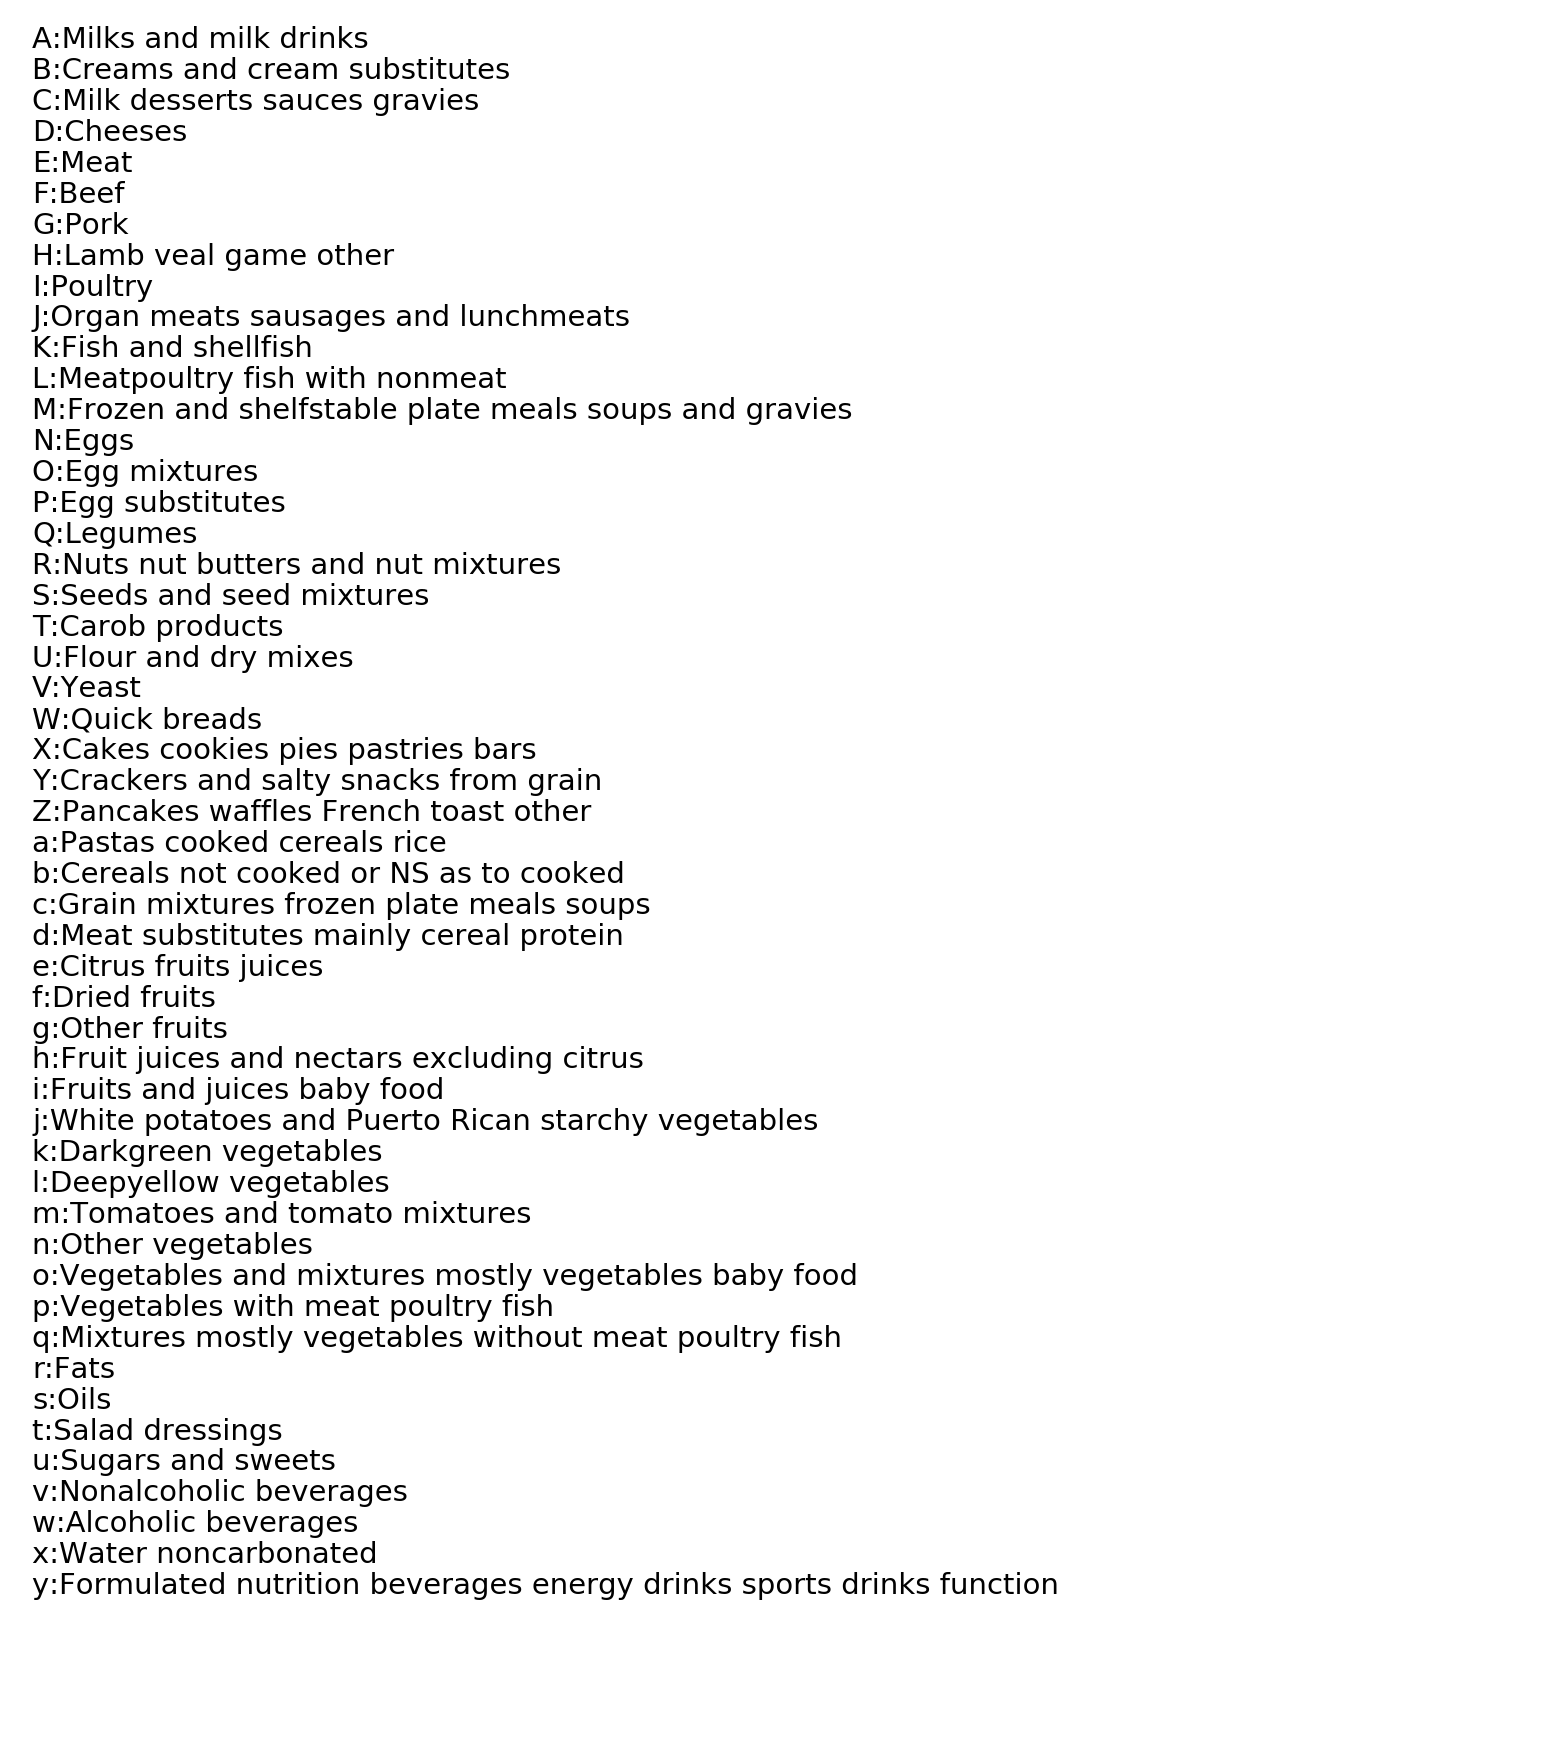 A:Milks and milk drinks
B:Creams and cream substitutes
C:Milk desserts sauces gravies
D:Cheeses
E:Meat
F:Beef
G:Pork
H:Lamb veal game other
I:Poultry
J:Organ meats sausages and lunchmeats
K:Fish and shellfish
L:Meatpoultry fish with nonmeat
M:Frozen and shelfstable plate meals soups and gravies
N:Eggs
O:Egg mixtures
P:Egg substitutes
Q:Legumes
R:Nuts nut butters and nut mixtures
S:Seeds and seed mixtures
T:Carob products
U:Flour and dry mixes
V:Yeast
W:Quick breads
X:Cakes cookies pies pastries bars
Y:Crackers and salty snacks from grain
Z:Pancakes waffles French toast other
a:Pastas cooked cereals rice
b:Cereals not cooked or NS as to cooked
c:Grain mixtures frozen plate meals soups
d:Meat substitutes mainly cereal protein
e:Citrus fruits juices
f:Dried fruits
g:Other fruits
h:Fruit juices and nectars excluding citrus
i:Fruits and juices baby food
j:White potatoes and Puerto Rican starchy vegetables
k:Darkgreen vegetables
l:Deepyellow vegetables
m:Tomatoes and tomato mixtures
n:Other vegetables
o:Vegetables and mixtures mostly vegetables baby food
p:Vegetables with meat poultry fish
q:Mixtures mostly vegetables without meat poultry fish
r:Fats
s:Oils
t:Salad dressings
u:Sugars and sweets
v:Nonalcoholic beverages
w:Alcoholic beverages
x:Water noncarbonated
y:Formulated nutrition beverages energy drinks sports drinks function